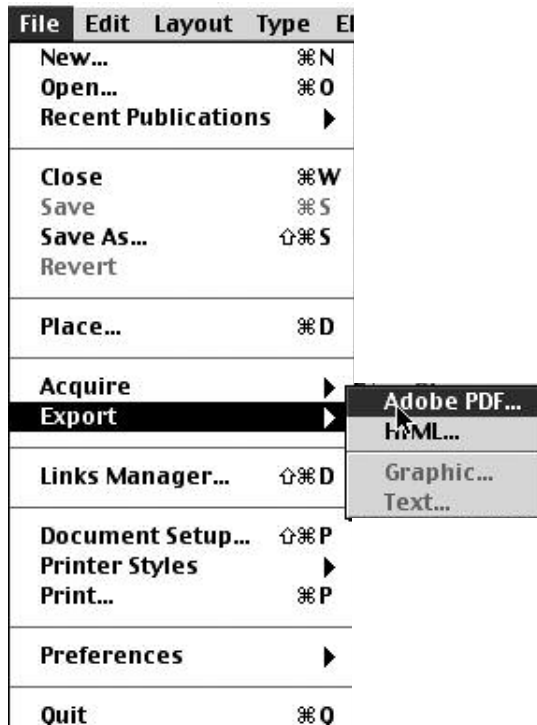 File Edit Layout Type El
New... ⌘N
Open... ⌘O
Recent Publications ▶
Close ⌘W
Save ⌘S
Save As... ⇧⌘S
Revert
Place... ⌘D
Acquire ▶
Export ▶
Adobe PDF...
HTML...
Graphic...
Text...
Links Manager... ⇧⌘D
Document Setup... ⇧⌘P
Printer Styles ▶
Print... ⌘P
Preferences ▶
Quit ⌘Q